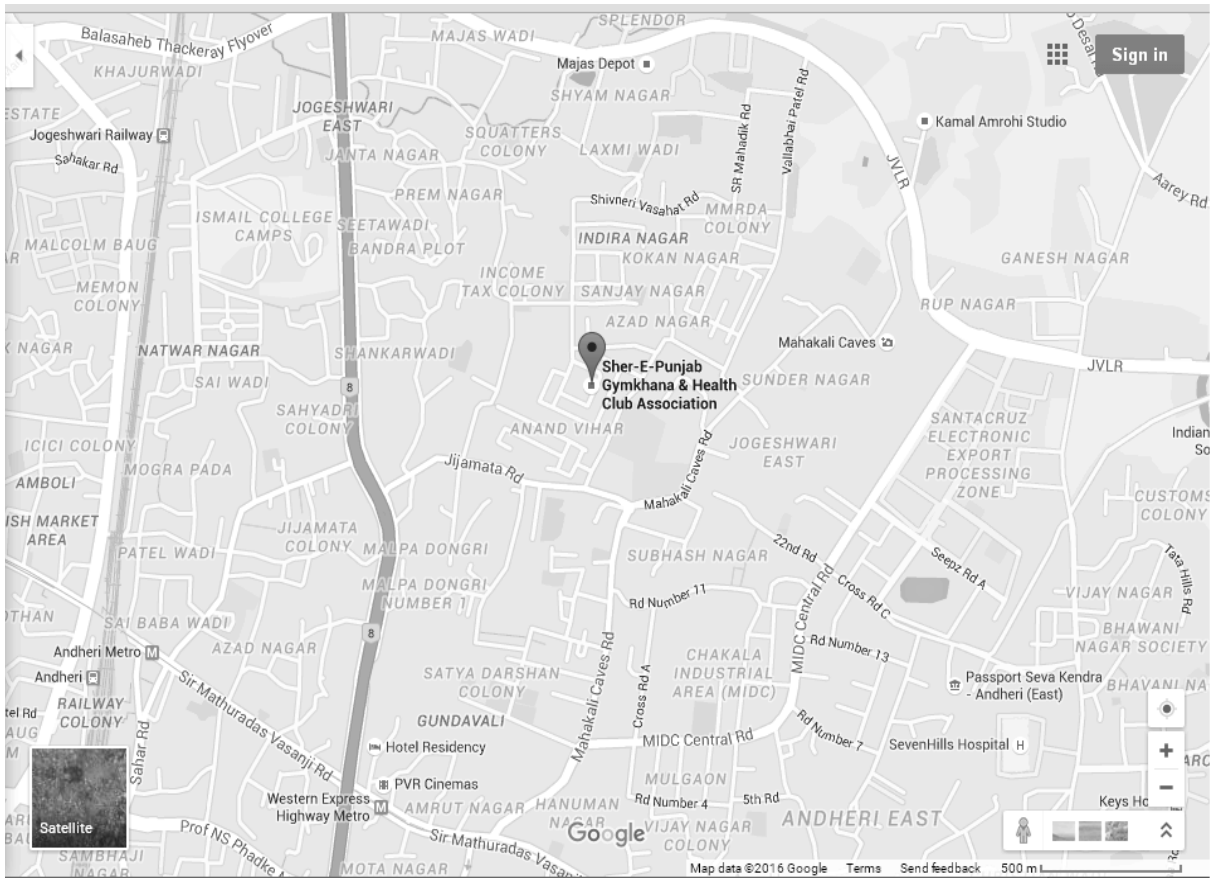 SPLENDOR
Balasaheb Thackeray Flyover
MAJAS WADI
Sign in
Majas Depot
KHAJURWADI
SHYAM NAGAR
JOGESHWARI
EAST
ESTATE
Jogeshwari Railway
SQUATTERS
COLONY
Kamal Amrohi Studio
SR Mahadik Rd
Vallabhai Patel Rd
JANTA NAGAR
LAXMI WADI
Sahakar Rd
JVLR
Aarey Rd
PREM NAGAR
Shivneri Vasahat Rd
ISMAIL COLLEGE
CAMPS
SEETAWADI
MMRDA
COLONY
MALCOLM BAUG
BANDRA PLOT
INDIRA NAGAR
KOKAN NAGAR
GANESH NAGAR
MEMON
COLONY
INCOME
TAX COLONY
SANJAY NAGAR
RUP NAGAR
AZAD NAGAR
K NAGAR
NATWAR NAGAR
SHANKARWADI
Mahakali Caves
JVLR
Sher-E-Punjab
Gymkhana & Health
Club Association
SAI WADI
8
SUNDER NAGAR
SAHYADRI
COLONY
ANAND VIHAR
SANTACRUZ
ELECTRONIC
EXPORT
PROCESSING
ZONE
Indian
So
ICICI COLONY
JOGESHWARI
EAST
MOGRA PADA
Jijamata Rd
Mahakali Caves Rd
AMBOLI
CUSTOMS
COLONY
ISH MARKET
AREA
JIJAMATA
COLONY
PATEL WADI
MALPA DONGRI
SUBHASH NAGAR
22nd Rd
Seepz Rd A
Tata Hills Rd
MALPA DONGRI
NUMBER 1
Rd Number 11
Cross Rd C
VIJAY NAGAR
OTHAN
SAI BABA WADI
8
MIDC Central Rd
BHAWANI
NAGAR SOCIETY
Andheri Metro
AZAD NAGAR
Mahakali Caves Rd
CHAKALA
INDUSTRIAL
AREA (MIDC)
Rd Number 13
Andheri
SATYA DARSHAN
COLONY
Cross Rd A
Passport Seva Kendra
- Andheri (East)
BHAVANI NA
RAILWAY
COLONY
Sir Mathuradas Vasanji Rd
tel Rd
GUNDAVALI
Sahar Rd
MIDC Central Rd
Rd Number 7
SevenHills Hospital
H
Hotel Residency
PVR Cinemas
MULGAON
Western Express
Highway Metro
AMRUT NAGAR
HANUMAN
NAGAR
Rd Number 4
5th Rd
ANDHERI EAST
Satellite
Prof NS Phadke
Sir Mathuradas Vasan
Google
VIJAY NAGAR
SAMBHAJI
NAGAR
MOTA NAGAR
Map data ©2016 Google
Terms
Send feedback
500 m